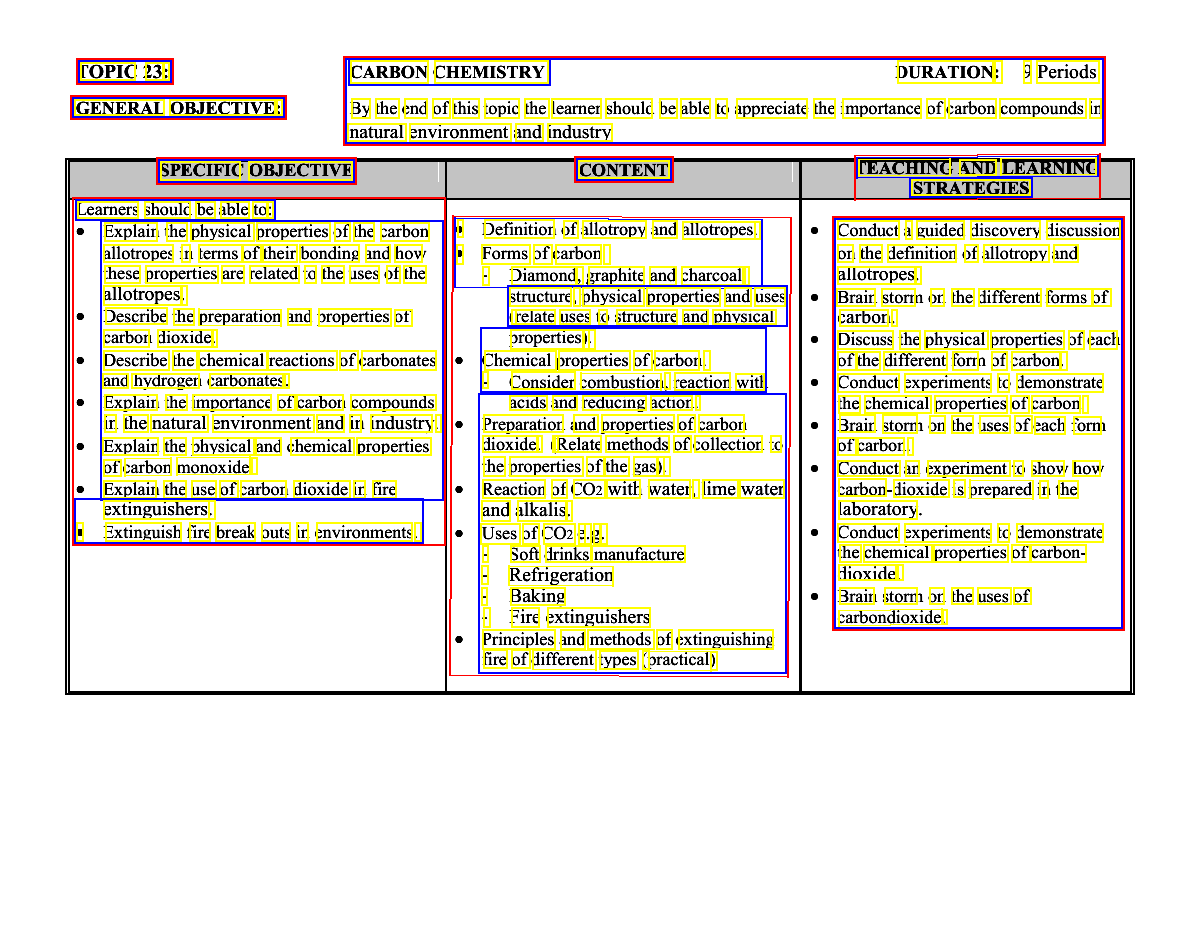 TOPIC 23: CARBON CHEMISTRY DURATION: 9 Periods
GENERAL OBJECTIVE: By the end of this topic the learner should be able to appreciate the importance of carbon compounds in
natural environment and industry
SPECIFIC OBJECTIVE
Learners should be able to:
• Explain the physical properties of the carbon
allotropes in terms of their bonding and how
these properties are related to the uses of the
allotropes.
• Describe the preparation and properties of
carbon dioxide.
• Describe the chemical reactions of carbonates
and hydrogen carbonates.
• Explain the importance of carbon compounds
in the natural environment and in industry.
• Explain the physical and chemical properties
of carbon monoxide
• Explain the use of carbon dioxide in fire
extinguishers.
• Extinguish fire break outs in environments.
CONTENT
• Definition of allotropy and allotropes.
• Forms of carbon
- Diamond, graphite and charcoal
structure, physical properties and uses
(relate uses to structure and physical
properties).
• Chemical properties of carbon.
- Consider combustion, reaction with
acids and reducing action.
• Preparation and properties of carbon
dioxide. (Relate methods of collection to
the properties of the gas).
• Reaction of CO2 with water, lime water
and alkalis.
• Uses of CO2 e.g.
- Soft drinks manufacture
- Refrigeration
- Baking
- Fire extinguishers
• Principles and methods of extinguishing
fire of different types (practical)
TEACHING AND LEARNING
STRATEGIES
• Conduct a guided discovery discussion
on the definition of allotropy and
allotropes.
• Brain storm on the different forms of
carbon.
• Discuss the physical properties of each
of the different form of carbon.
• Conduct experiments to demonstrate
the chemical properties of carbon
• Brain storm on the uses of each form
of carbon.
• Conduct an experiment to show how
carbon-dioxide is prepared in the
laboratory.
• Conduct experiments to demonstrate
the chemical properties of carbon-
dioxide.
• Brain storm on the uses of
carbondioxide.